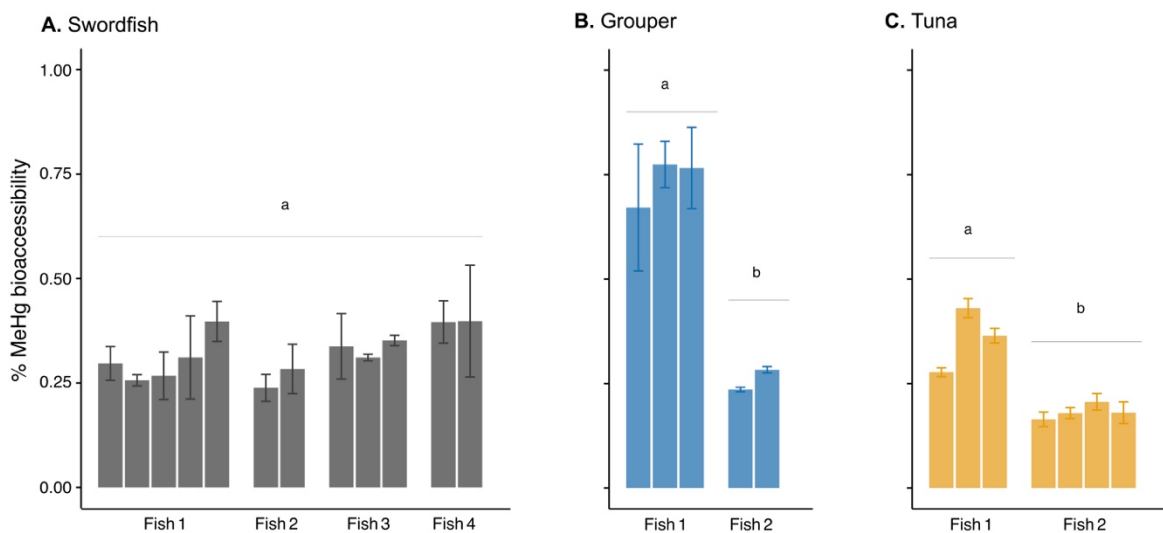 A. Swordfish
B. Grouper
C. Tuna
% MeHg bioaccessibility
1.00
0.75
0.50
0.25
0.00
a
a
b
a
b
Fish 1
Fish 2
Fish 3
Fish 4
Fish 1
Fish 2
Fish 1
Fish 2